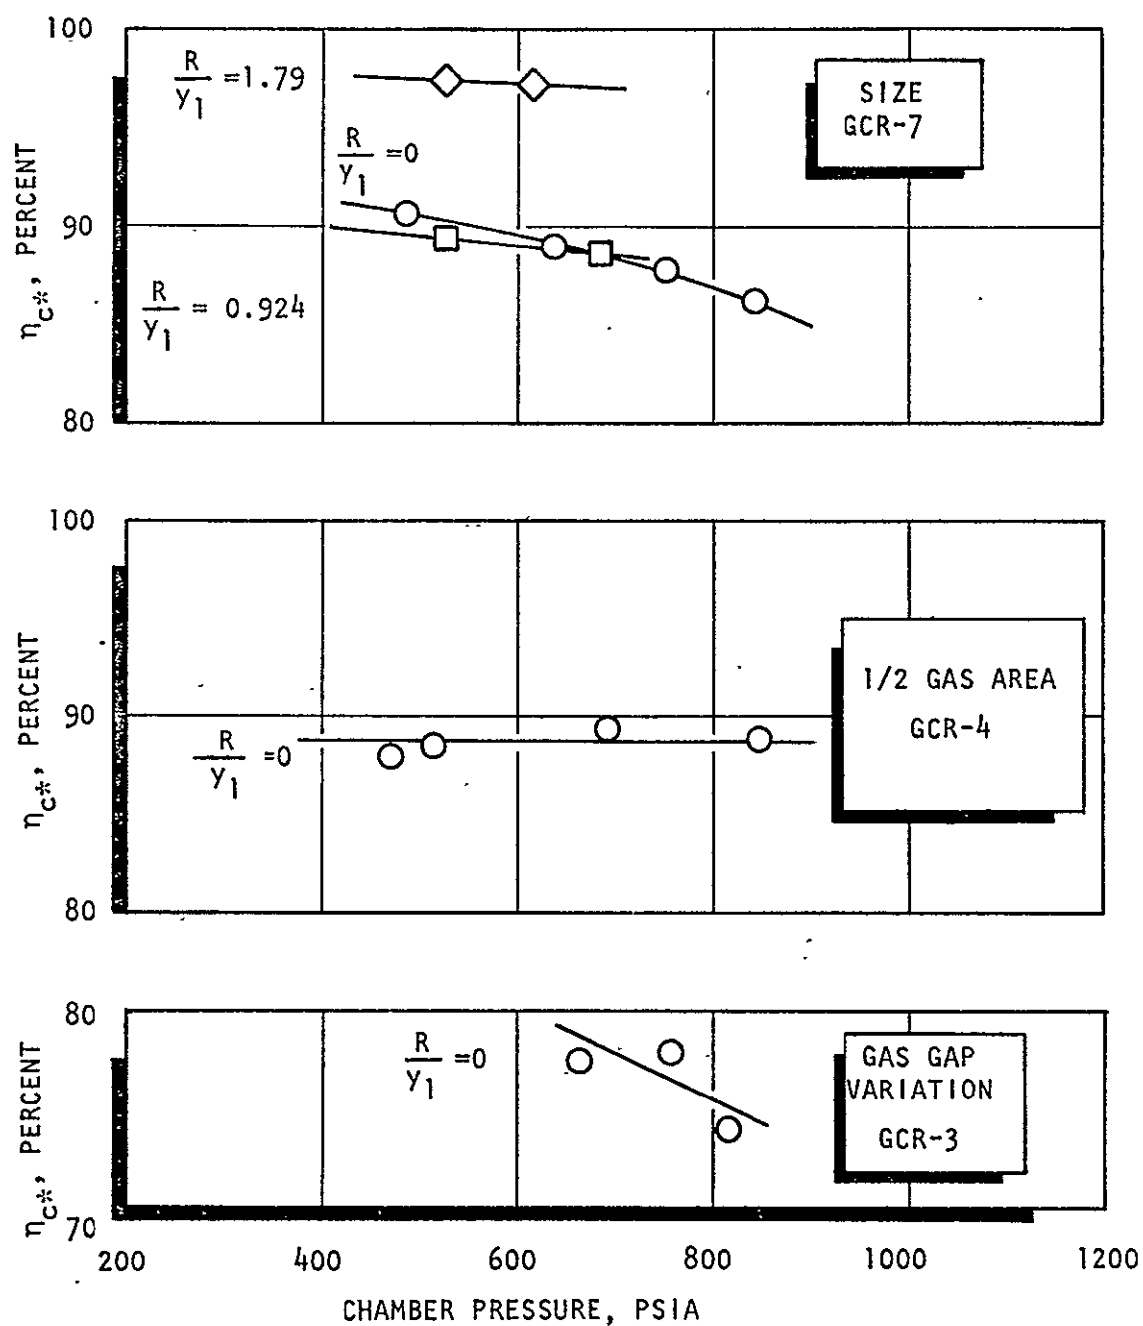 100
R
— =1.79
y1
R
— =0
y1
90
R
— = 0.924
y1
80
ηc*, PERCENT
SIZE
GCR-7
100
90
R
— =0
y1
80
ηc*, PERCENT
1/2 GAS AREA
GCR-4
80
R
— =0
y1
70
ηc*, PERCENT
GAS GAP
VARIATION
GCR-3
200 400 600 800 1000 1200
CHAMBER PRESSURE, PSIA